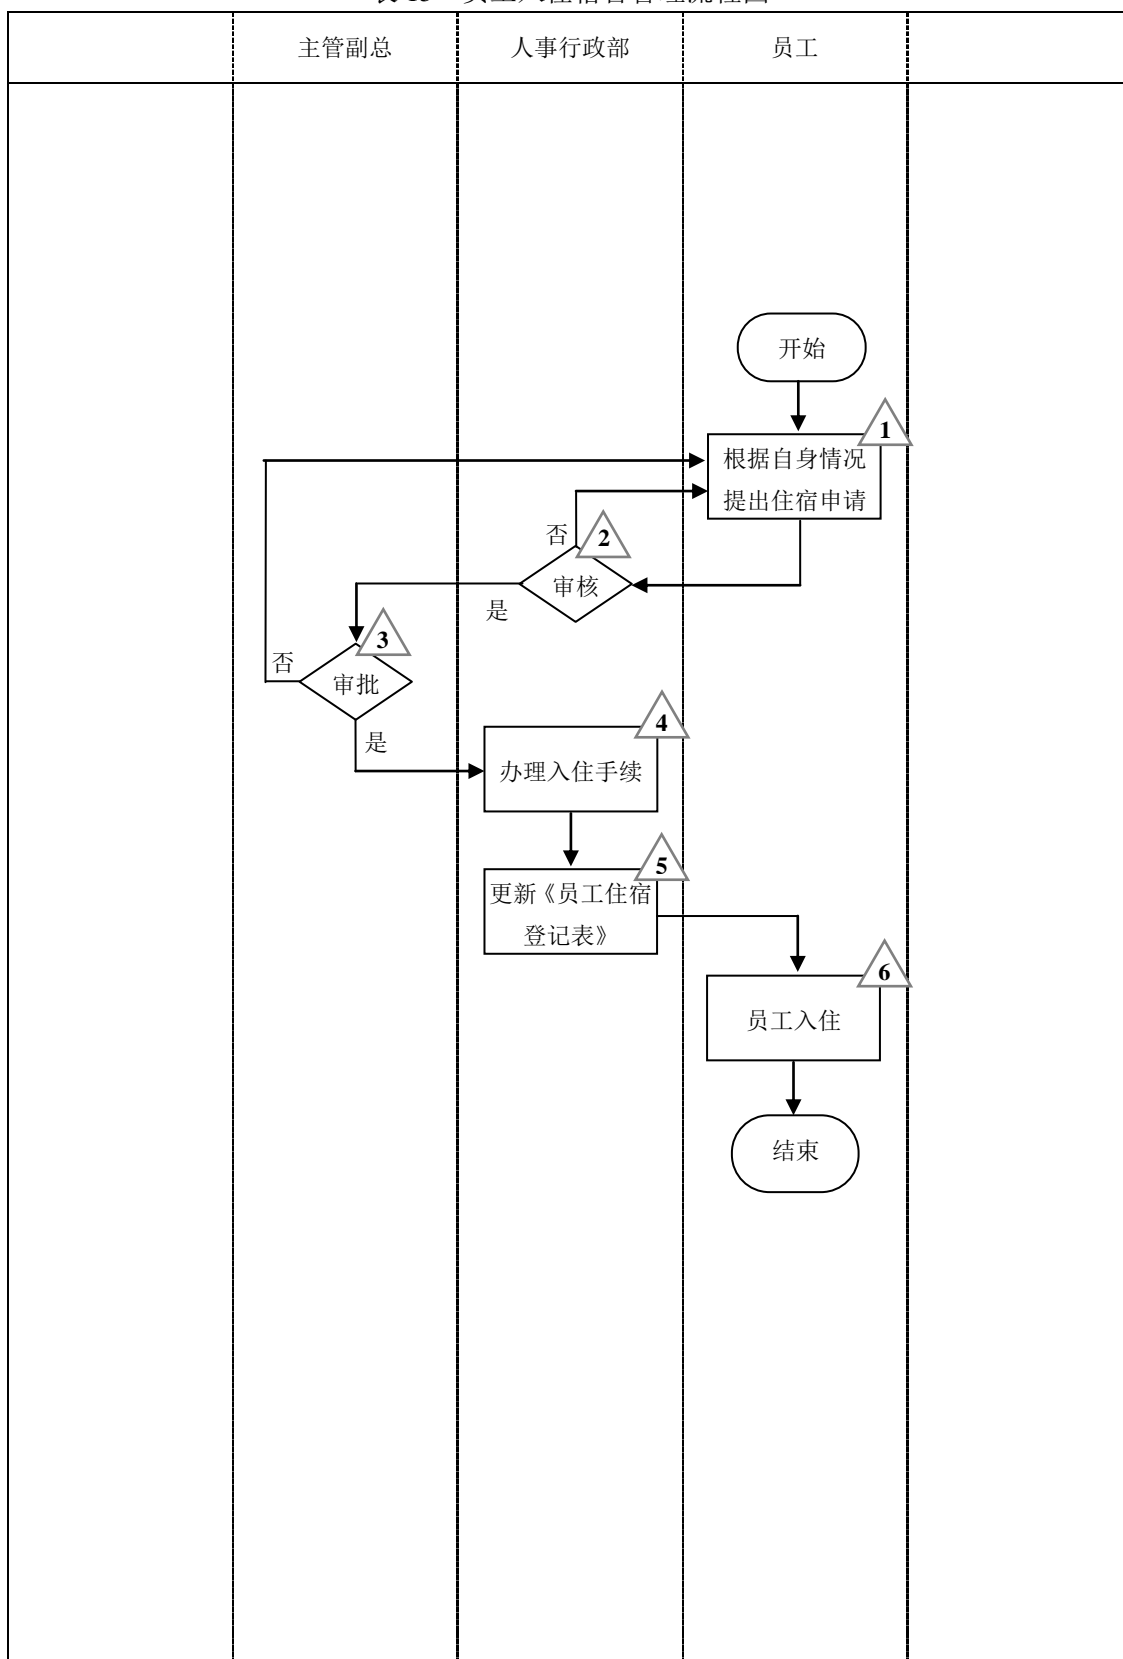 主管副总
人事行政部
员工
开始
1
根据自身情况
提出住宿申请
否
2
审核
是
3
否
审批
是
4
办理入住手续
5
更新《员工住宿
登记表》
6
员工入住
结束